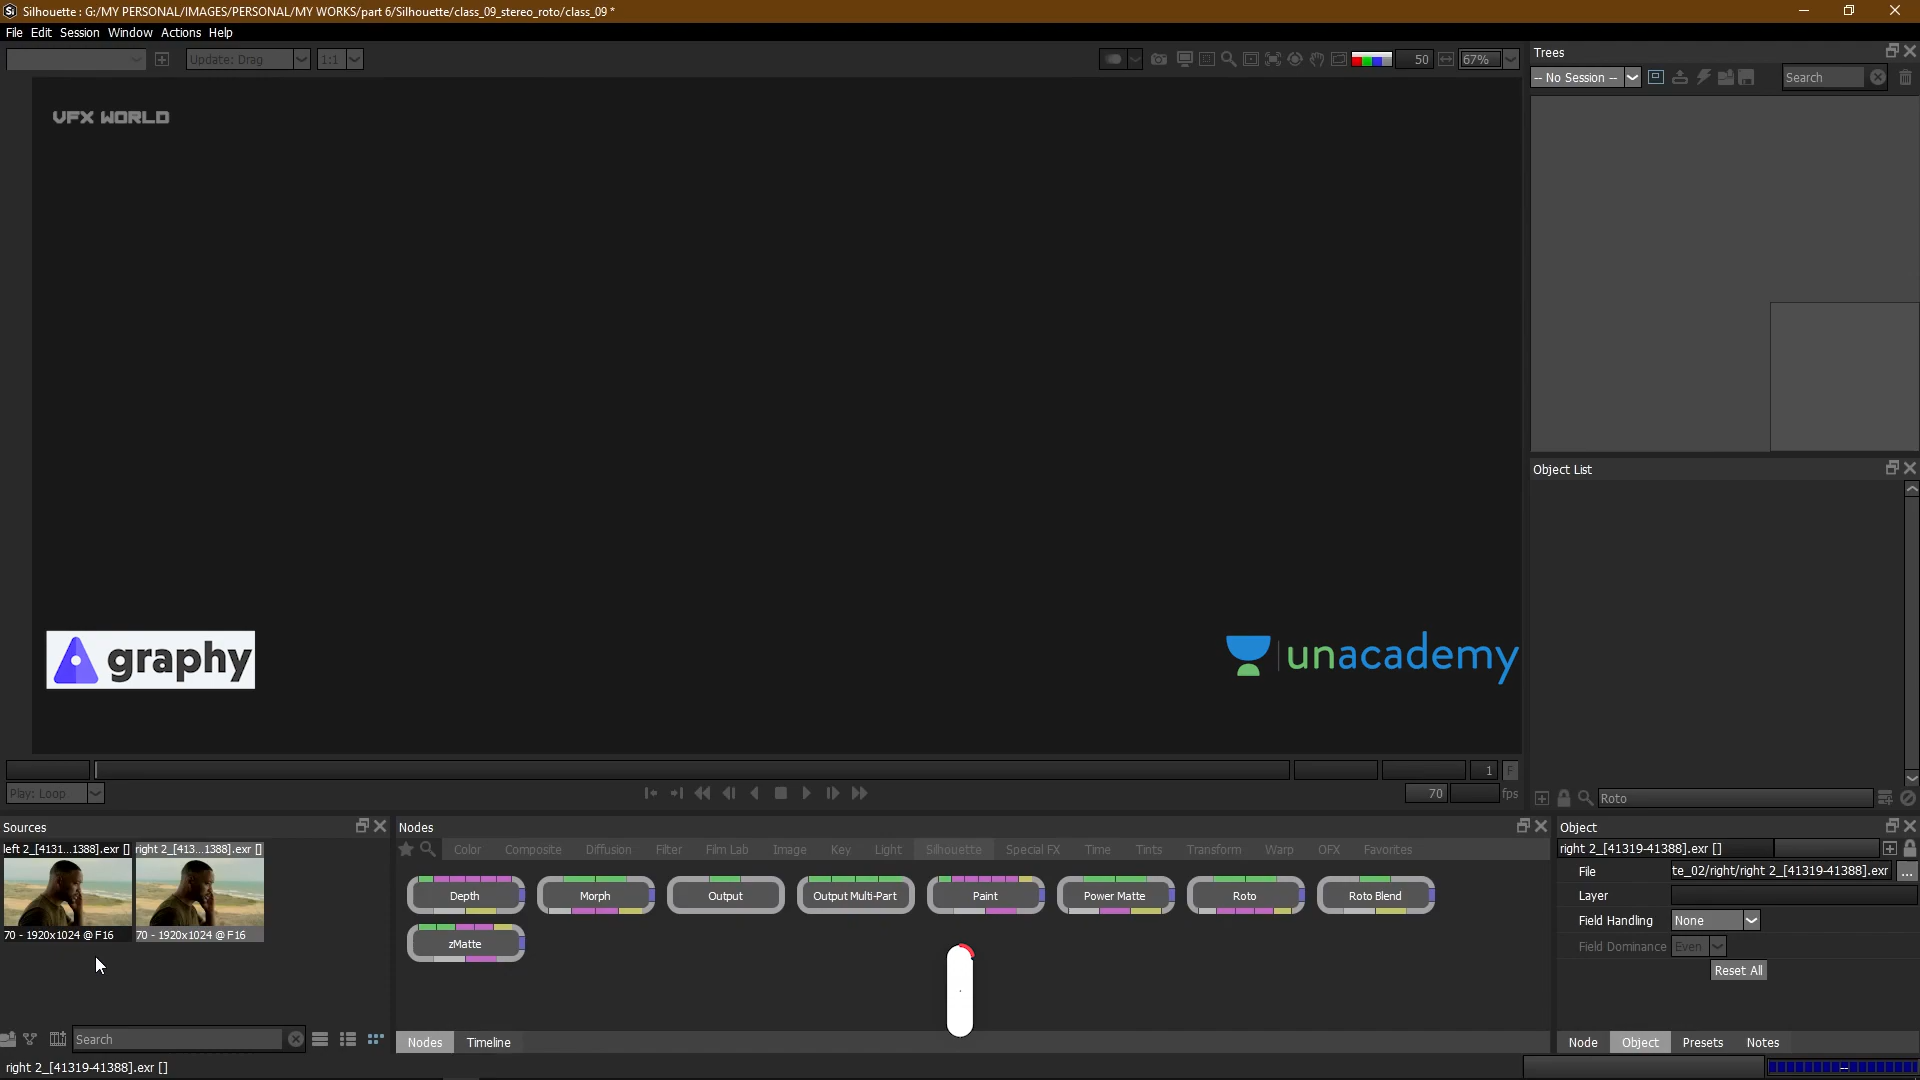 Silhouette : G:/MY PERSONAL/IMAGES/PERSONAL/MY WORKS/part 6/Silhouette/class_09_stereo_roto/class_09 *
File Edit Session Window Actions Help
Update: Drag 1:1 50 67%
Trees
-- No Session -- Search
VFX WORLD
Object List
graphy
unacademy
1 F
Play: Loop 70 fps
Roto
Sources
Nodes
Object
left 2_[4131...1388].exr [] right 2_[413...1388].exr []
Color Composite Diffusion Filter Film Lab Image Key Light Silhouette Special FX Time Tints Transform Warp OFX Favorites
right 2_[41319-41388].exr []
File te_02/right/right 2_[41319-41388].exr ...
Depth Morph Output Output Multi-Part Paint Power Matte Roto Roto Blend
Layer
Field Handling None
70 - 1920x1024 @ F16 70 - 1920x1024 @ F16
zMatte
Field Dominance Even
Reset All
Search
Nodes Timeline
Node Object Presets Notes
right 2_[41319-41388].exr []